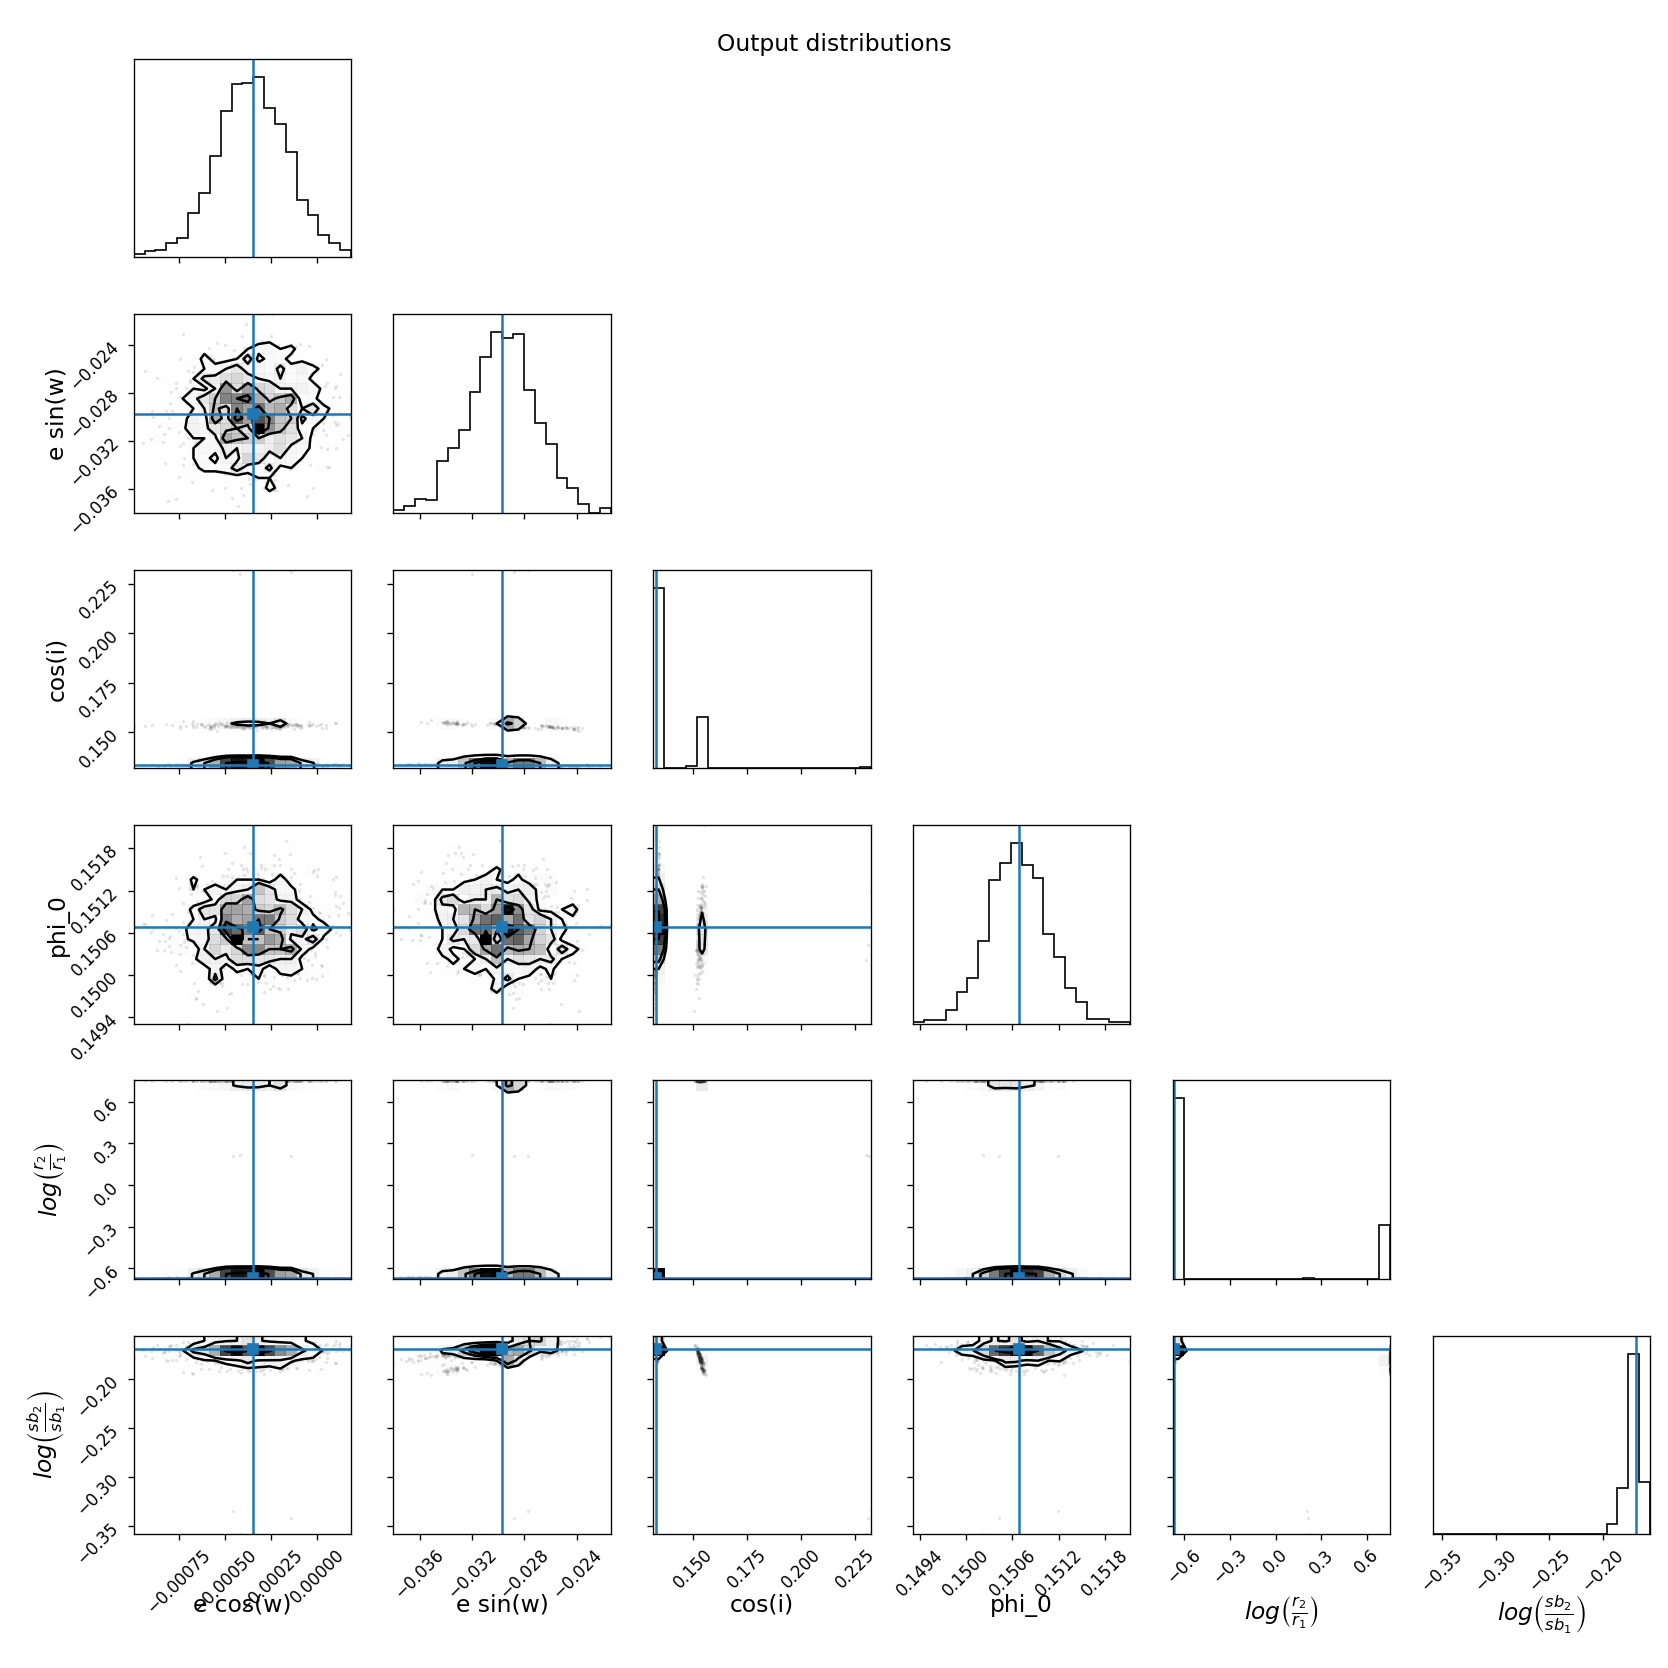 Output distributions
e sin(w)
−0.024
−0.028
−0.032
−0.036
cos(i)
0.225
0.200
0.175
0.150
phi_0
0.1518
0.1512
0.1506
0.1500
0.1494
log(r₂/r₁)
0.6
0.3
0.0
−0.3
−0.6
log(sb₂/sb₁)
−0.20
−0.25
−0.30
−0.35
−0.00075 −0.00050 −0.00025 0.00000
−0.036 −0.032 −0.028 −0.024
0.150 0.175 0.200 0.225
0.1494 0.1500 0.1506 0.1512 0.1518
−0.6 −0.3 0.0 0.3 0.6
−0.35 −0.30 −0.25 −0.20
e cos(w) e sin(w) cos(i) phi_0 log(r₂/r₁) log(sb₂/sb₁)